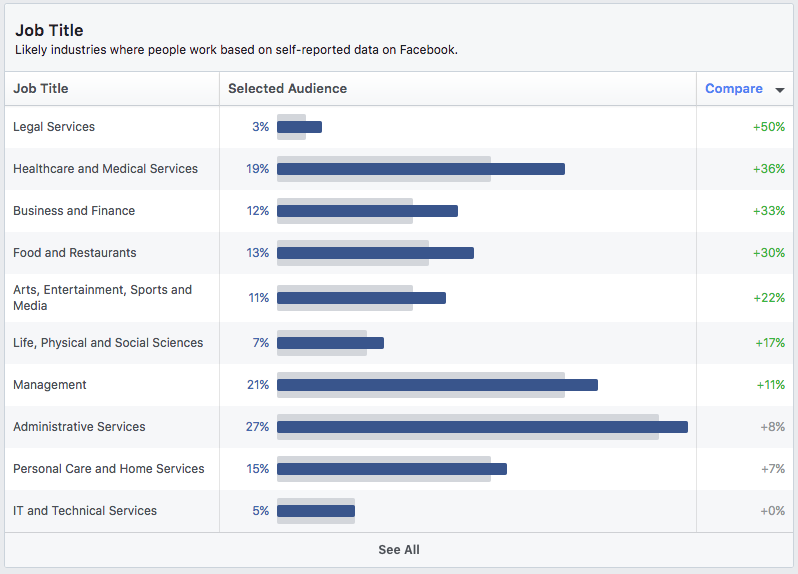 Job Title
Likely industries where people work based on self-reported data on Facebook.
Job Title Selected Audience Compare
Legal Services 3% +50%
Healthcare and Medical Services 19% +36%
Business and Finance 12% +33%
Food and Restaurants 13% +30%
Arts, Entertainment, Sports and
Media 11% +22%
Life, Physical and Social Sciences 7% +17%
Management 21% +11%
Administrative Services 27% +8%
Personal Care and Home Services 15% +7%
IT and Technical Services 5% +0%
See All